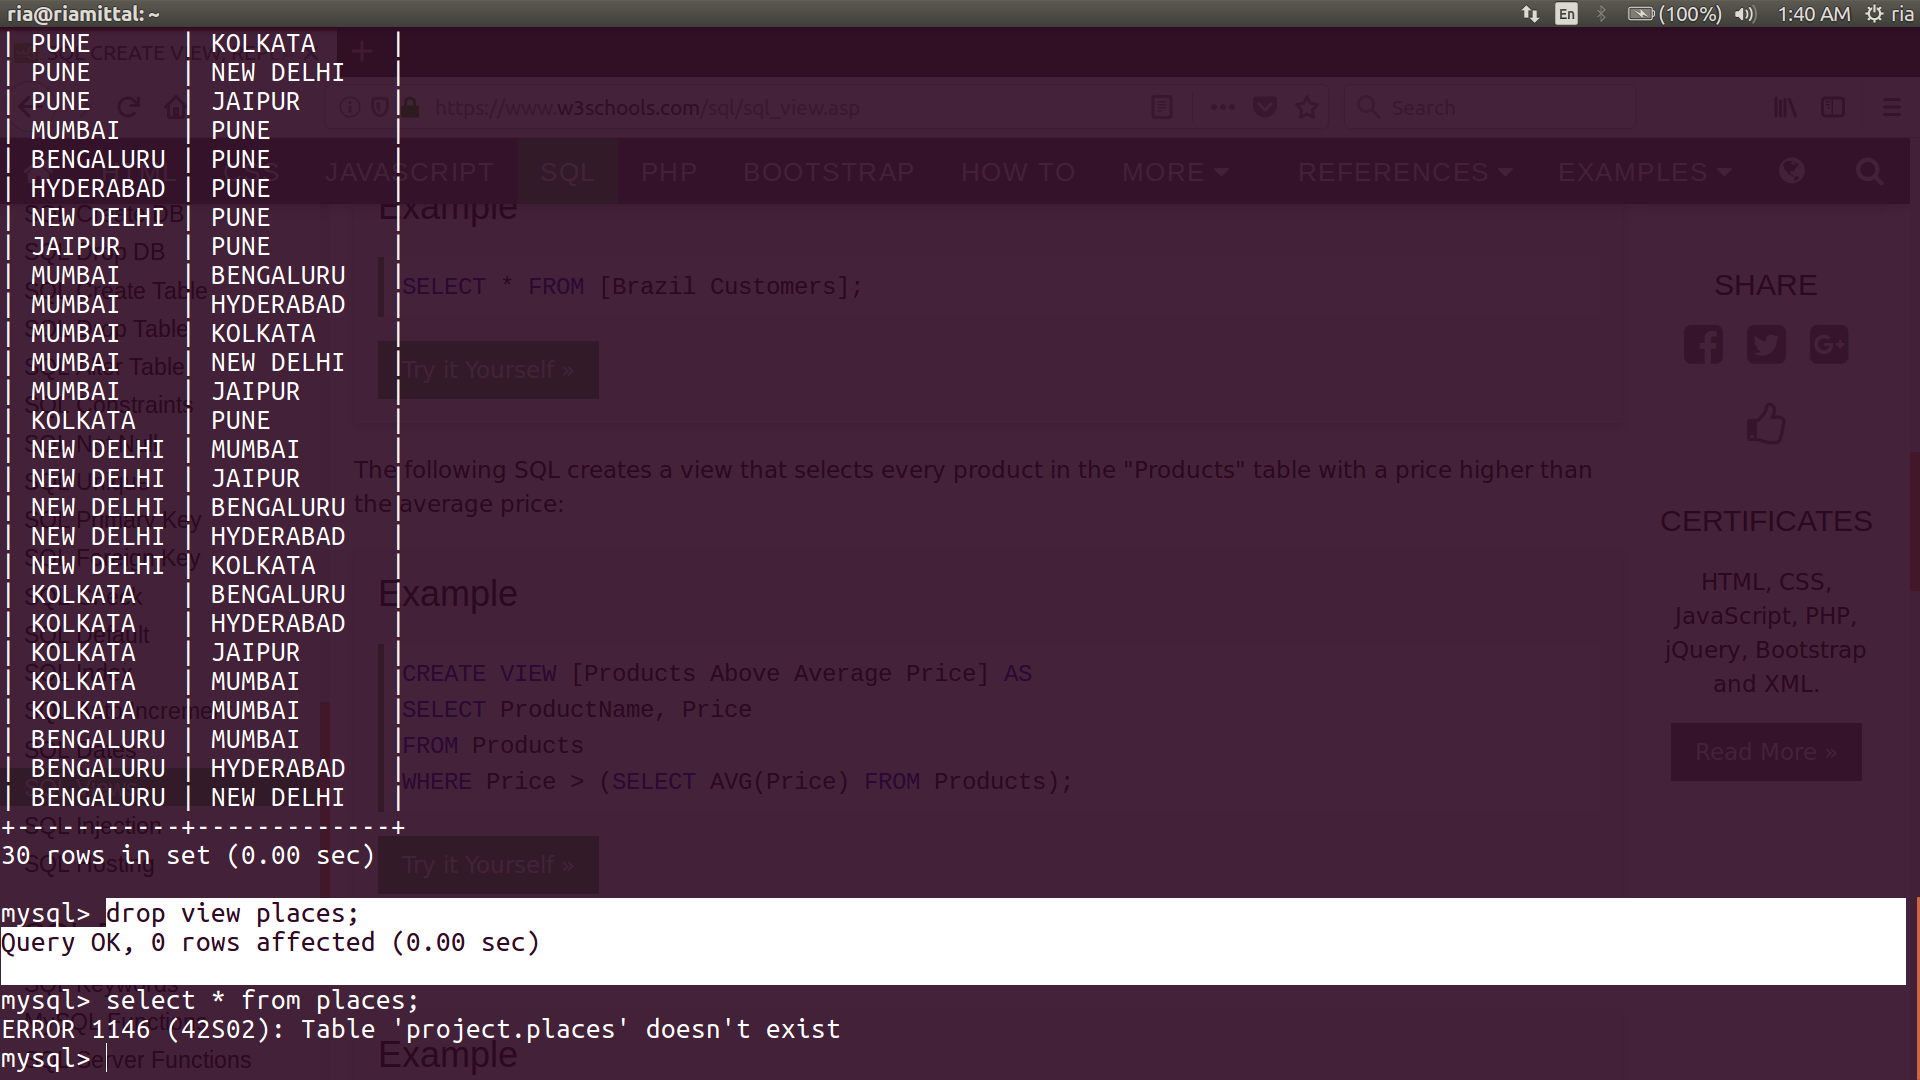 ria@riamittal: ~
En (100%) 1:40 AM ria
| PUNE | KOLKATA |
| PUNE | NEW DELHI |
| PUNE | JAIPUR |
| MUMBAI | PUNE |
| BENGALURU | PUNE |
| HYDERABAD | PUNE |
| NEW DELHI | PUNE |
| JAIPUR | PUNE |
| MUMBAI | BENGALURU |
| MUMBAI | HYDERABAD |
| MUMBAI | KOLKATA |
| MUMBAI | NEW DELHI |
| MUMBAI | JAIPUR |
| KOLKATA | PUNE |
| NEW DELHI | MUMBAI |
| NEW DELHI | JAIPUR |
| NEW DELHI | BENGALURU |
| NEW DELHI | HYDERABAD |
| NEW DELHI | KOLKATA |
| KOLKATA | BENGALURU |
| KOLKATA | HYDERABAD |
| KOLKATA | JAIPUR |
| KOLKATA | MUMBAI |
| KOLKATA | MUMBAI |
| BENGALURU | MUMBAI |
| BENGALURU | HYDERABAD |
| BENGALURU | NEW DELHI |
+-----------+-------------+
30 rows in set (0.00 sec)
mysql> drop view places;
Query OK, 0 rows affected (0.00 sec)
mysql> select * from places;
ERROR 1146 (42S02): Table 'project.places' doesn't exist
mysql>
SQL CREATE VIEW
https://www.w3schools.com/sql/sql_view.asp
Search
HTML CSS JAVASCRIPT SQL PHP BOOTSTRAP HOW TO MORE REFERENCES EXAMPLES
SQL Create DB
SQL Drop DB
SQL Create Table
SQL Drop Table
SQL Alter Table
SQL Constraints
SQL Not Null
SQL Unique
SQL Primary Key
SQL Foreign Key
SQL Default
SQL Index
SQL Dates
SQL Injection
SQL Hosting
SQL Keywords
MySQL Functions
Server Functions
Example
SELECT * FROM [Brazil Customers];
Try it Yourself »
The following SQL creates a view that selects every product in the "Products" table with a price higher than
the average price:
Example
CREATE VIEW [Products Above Average Price] AS
SELECT ProductName, Price
FROM Products
WHERE Price > (SELECT AVG(Price) FROM Products);
Try it Yourself »
Example
SHARE
CERTIFICATES
HTML, CSS,
JavaScript, PHP,
jQuery, Bootstrap
and XML.
Read More »